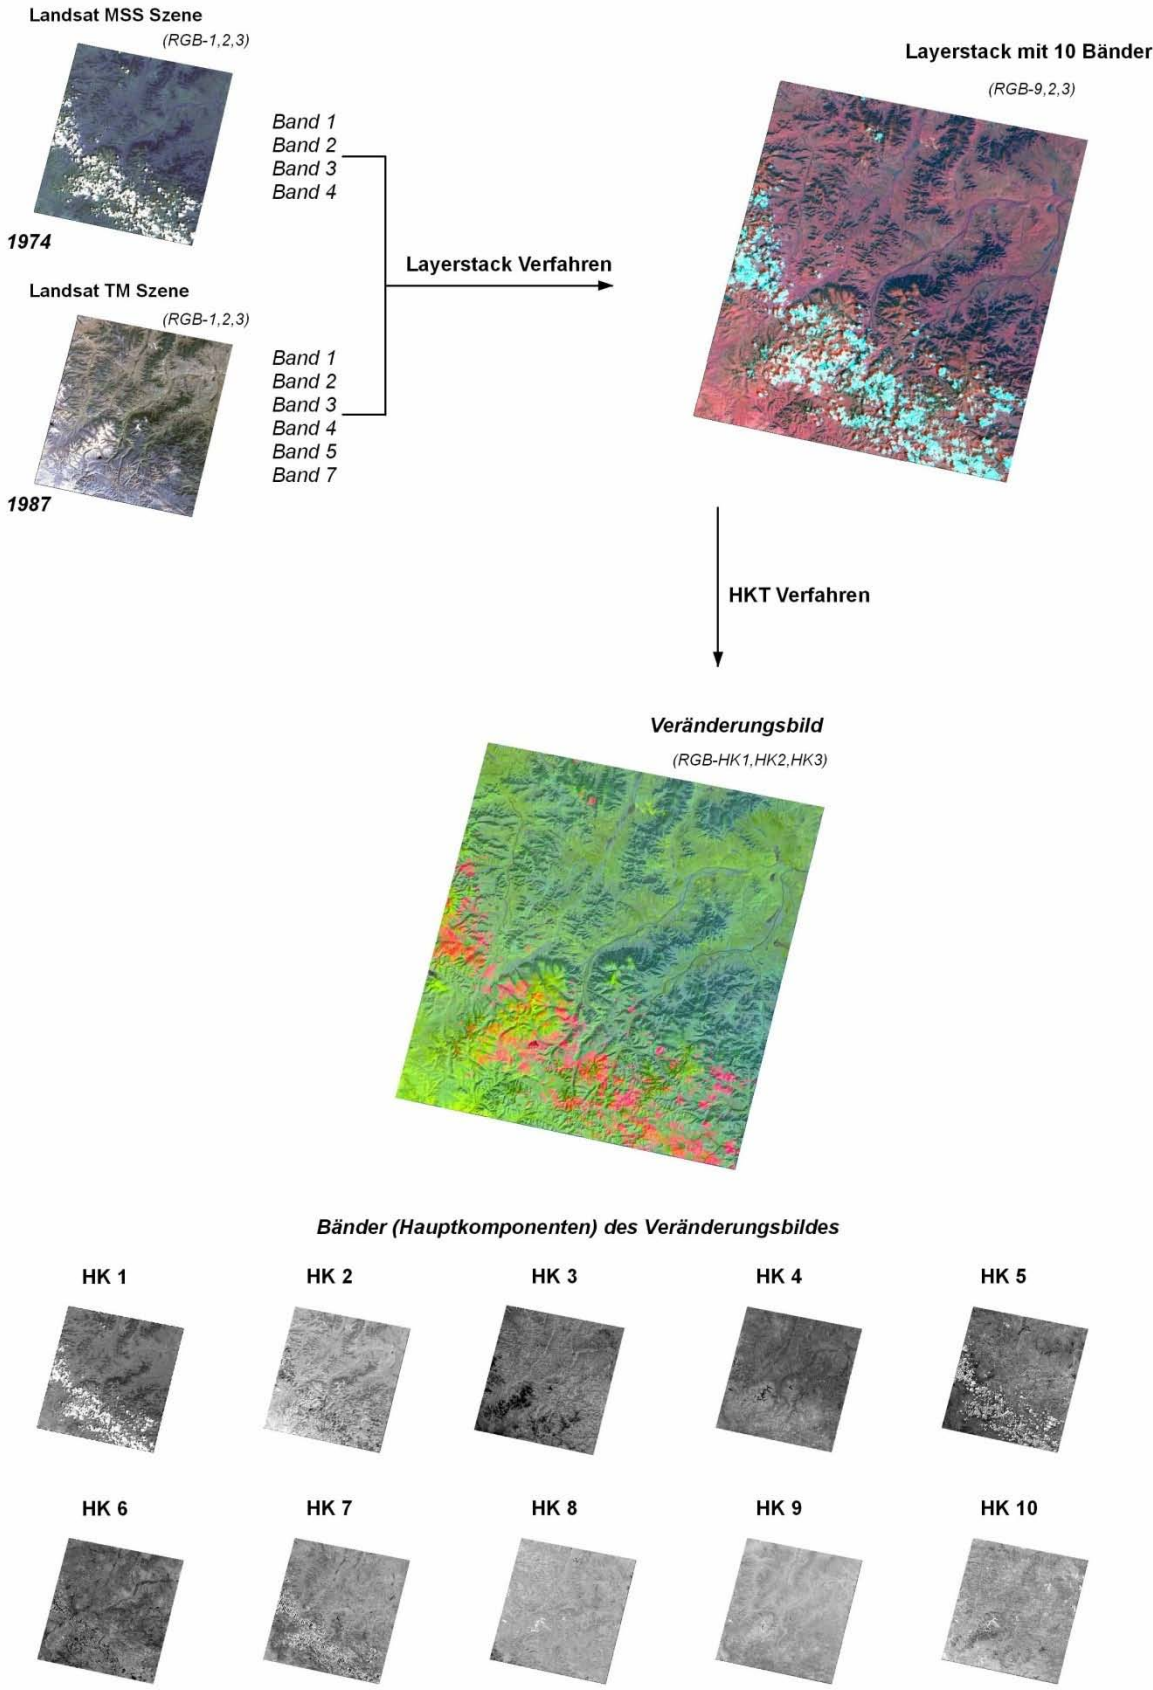 Landsat MSS Szene
(RGB-1,2,3)
1974
Band 1
Band 2
Band 3
Band 4
Landsat TM Szene
(RGB-1,2,3)
1987
Band 1
Band 2
Band 3
Band 4
Band 5
Band 7
Layerstack Verfahren
Layerstack mit 10 Bänder
(RGB-9,2,3)
HKT Verfahren
Veränderungsbild
(RGB-HK1,HK2,HK3)
Bänder (Hauptkomponenten) des Veränderungsbildes
HK 1
HK 2
HK 3
HK 4
HK 5
HK 6
HK 7
HK 8
HK 9
HK 10